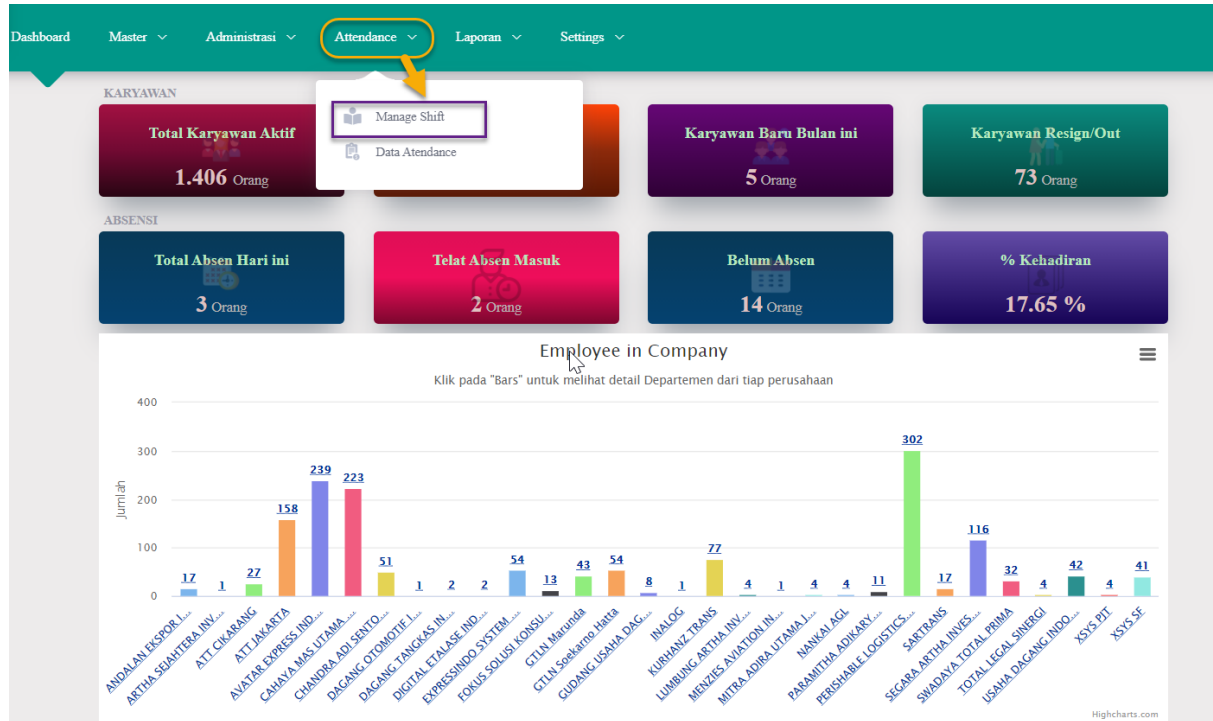 Dashboard Master Administrasi Attendance Laporan Settings
KARYAWAN
Manage Shift
Data Atendance
Total Karyawan Aktif
1.406 Orang
Karyawan Baru Bulan ini
5 Orang
Karyawan Resign/Out
73 Orang
ABSENSI
Total Absen Hari ini
3 Orang
Telat Absen Masuk
2 Orang
Belum Absen
14 Orang
% Kehadiran
17.65 %
Employee in Company
Klik pada "Bars" untuk melihat detail Departemen dari tiap perusahaan
Jumlah
400
300
200
100
0
17 1 27 158 239 223 51 1 2 2 54 13 43 54 8 1 77 4 1 4 4 11 302 17 116 32 4 42 4 41
ANDALAN EKSPOR I...
ARTHA SEJAHTERA INV...
ATT CIKARANG
ATT JAKARTA
AVATAR EXPRESS IND...
CAHAYA MAS UTAMA...
CHANDRA ADI SENTO...
DAGANG OTOMOTIF I...
DAGANG TANGKAS IN...
DIGITAL ETALASE IND...
EXPRESSINDO SYSTEM...
FOKUS SOLUSI KONSU...
GTLN Marunda
GTLN Soekarno Hatta
GUDANG USAHA DAG...
INALOG
KURHANZ TRANS
LUMBUNG ARTHA INV...
MENZIES AVIATION IN...
MITRA ADIRA UTAMA J...
NANKAI AGL
PARAMITHA ADIKARY...
PERISHABLE LOGISTICS...
SARTRANS
SEGARA ARTHA INVES...
SWADAYA TOTAL PRIMA
TOTAL LEGAL SINERGI
USAHA DAGANG INDO...
XSYS PIT
XSYS SF
Highcharts.com